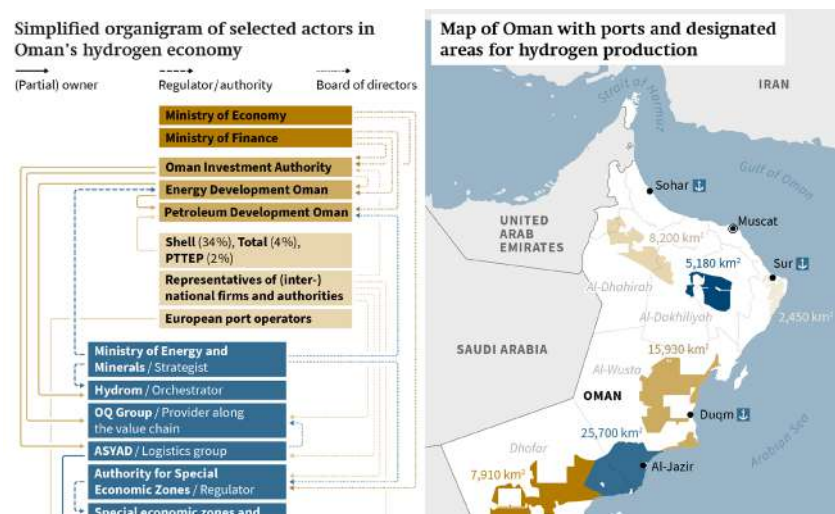 Simplified organigram of selected actors in
Oman's hydrogen economy
(Partial) owner
Regulator/authority
Board of directors
Ministry of Economy
Ministry of Finance
Oman Investment Authority
Energy Development Oman
Petroleum Development Oman
Shell (34%), Total (4%),
PTTEP (2%)
Representatives of (inter-)
national firms and authorities
European port operators
Ministry of Energy and
Minerals / Strategist
Hydrom / Orchestrator
OQ Group / Provider along
the value chain
ASYAD / Logistics group
Authority for Special
Economic Zones / Regulator
Special economic zones and
Map of Oman with ports and designated
areas for hydrogen production
IRAN
Strait of Hormuz
Gulf of Oman
Sohar
Muscat
UNITED
ARAB
EMIRATES
8,200 km²
5,180 km²
Sur
Al-Dhahirah
Al-Dakhiliyah
2,450 km²
15,930 km²
SAUDI ARABIA
Al-Wusta
OMAN
Duqm
25,700 km²
Arabian Sea
Dhofar
Al-Jazir
7,910 km²